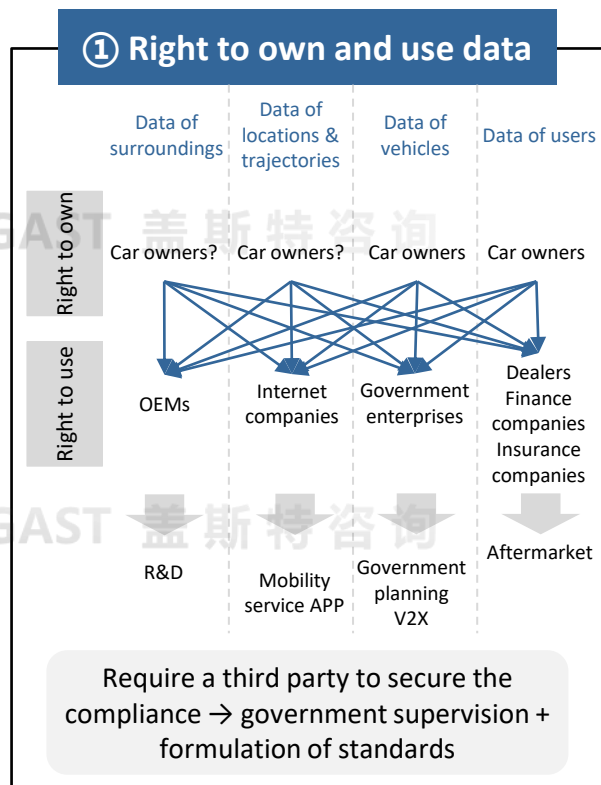 ① Right to own and use data
Data of
surroundings
Data of
locations &
trajectories
Data of
vehicles
Data of users
Right to own
GAST 盖斯特咨询
Car owners?
Car owners?
Car owners
Car owners
Right to use
OEMs
Internet
companies
Government
enterprises
Dealers
Finance
companies
Insurance
companies
GAST 盖斯特咨询
R&D
Mobility
service APP
Government
planning
V2X
Aftermarket
Require a third party to secure the
compliance → government supervision +
formulation of standards